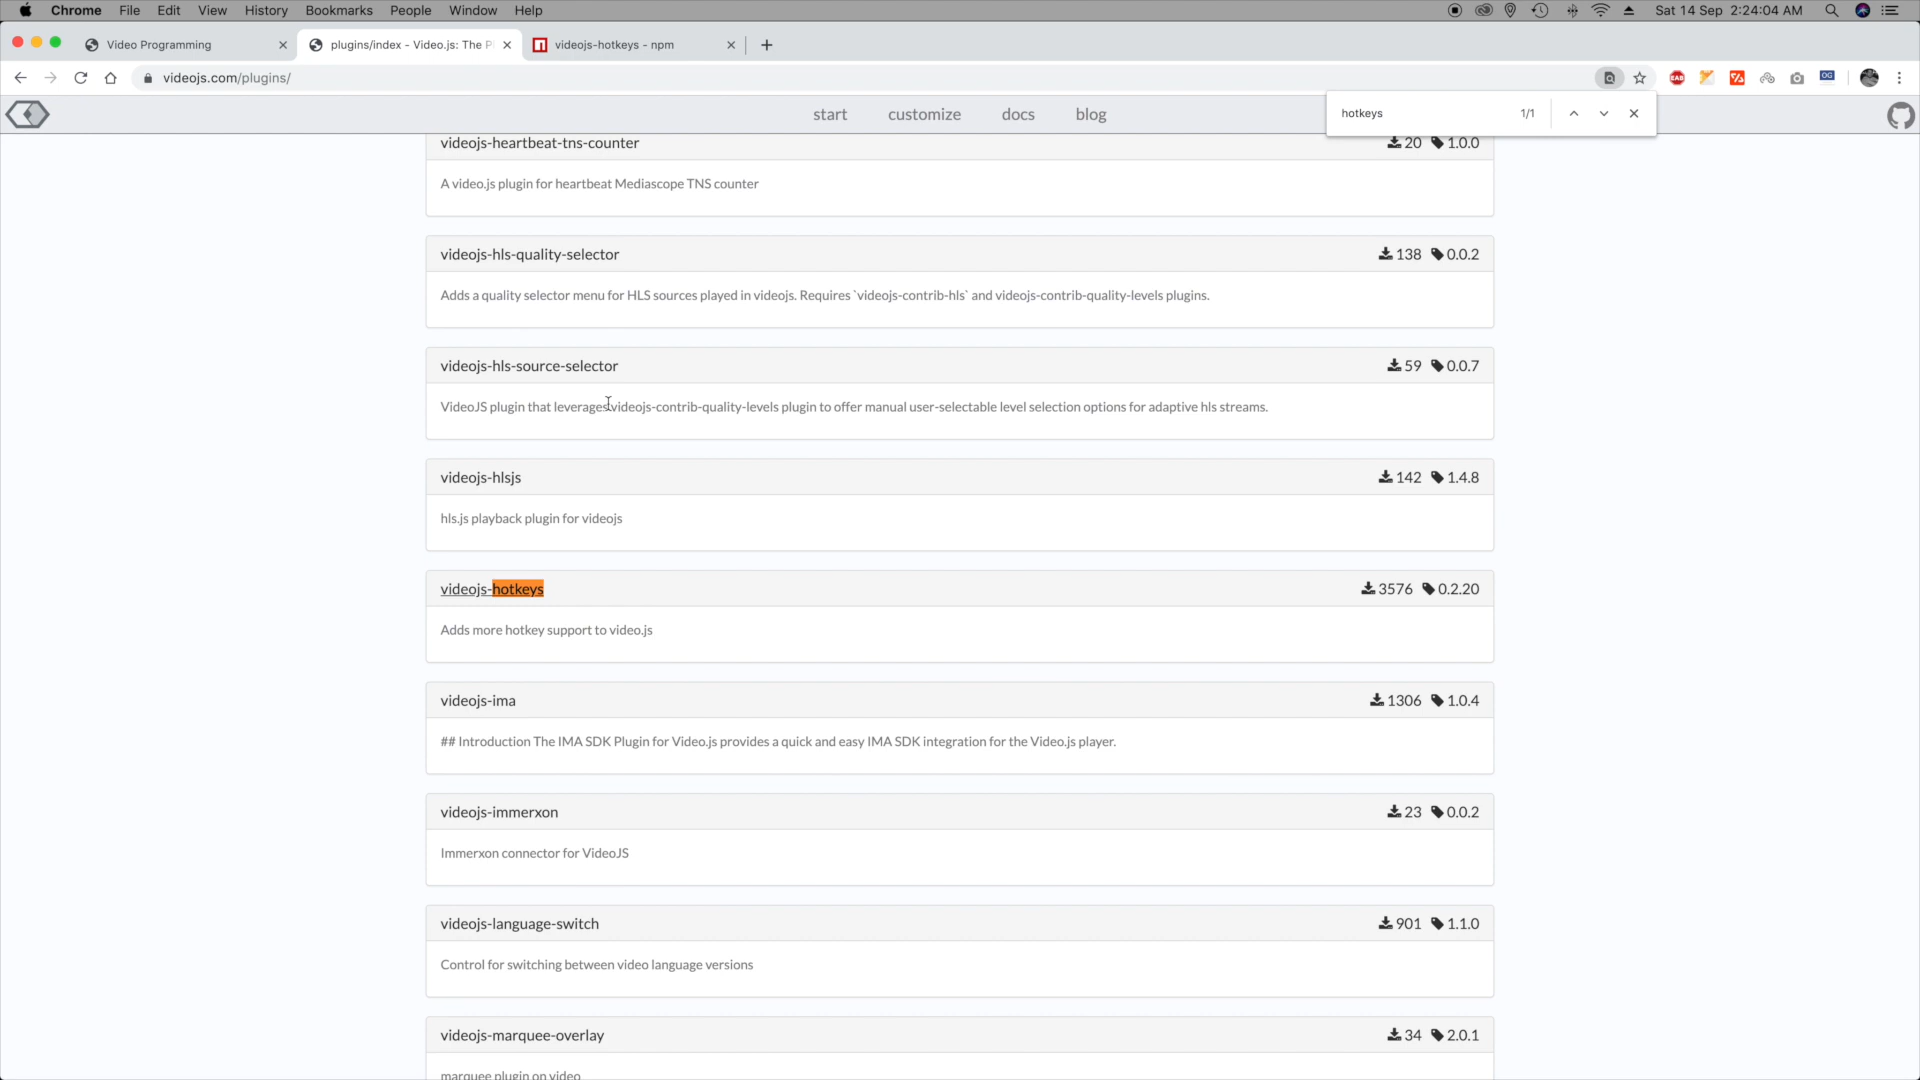 Chrome File Edit View History Bookmarks People Window Help Sat 14 Sep 2:24:04 AM
Video Programming plugins/index - Video.js: The P videojs-hotkeys - npm
videojs.com/plugins/ EAB OG
start customize docs blog hotkeys 1/1
videojs-heartbeat-tns-counter 20 1.0.0
A video.js plugin for heartbeat Mediascope TNS counter
videojs-hls-quality-selector 138 0.0.2
Adds a quality selector menu for HLS sources played in videojs. Requires `videojs-contrib-hls` and videojs-contrib-quality-levels plugins.
videojs-hls-source-selector 59 0.0.7
VideoJS plugin that leverages videojs-contrib-quality-levels plugin to offer manual user-selectable level selection options for adaptive hls streams.
videojs-hlsjs 142 1.4.8
hls.js playback plugin for videojs
videojs-hotkeys 3576 0.2.20
Adds more hotkey support to video.js
videojs-ima 1306 1.0.4
## Introduction The IMA SDK Plugin for Video.js provides a quick and easy IMA SDK integration for the Video.js player.
videojs-immerxon 23 0.0.2
Immerxon connector for VideoJS
videojs-language-switch 901 1.1.0
Control for switching between video language versions
videojs-marquee-overlay 34 2.0.1
marquee plugin on video